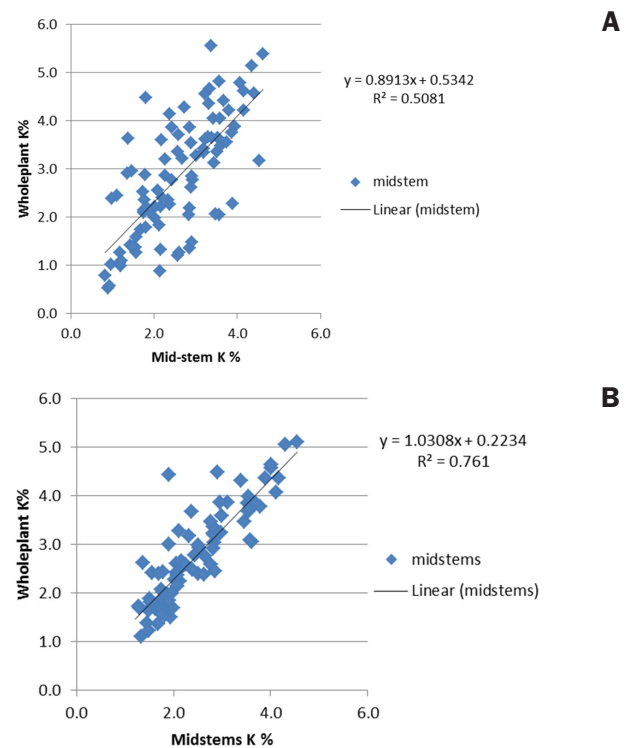 A
6.0
5.0
4.0
3.0
2.0
1.0
0.0
Wholeplant K%
0.0 2.0 4.0 6.0
Mid-stem K %
y = 0.8913x + 0.5342
R² = 0.5081
midstem
Linear (midstem)
B
6.0
5.0
4.0
3.0
2.0
1.0
0.0
Wholeplant K%
0.0 2.0 4.0 6.0
Midstems K %
y = 1.0308x + 0.2234
R² = 0.761
midstems
Linear (midstems)